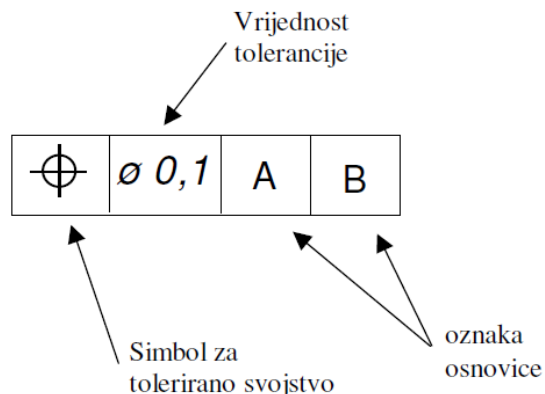 Vrijednost
tolerancije
⌖ ø 0,1 A B
Simbol za
tolerirano svojstvo
oznaka
osnovice